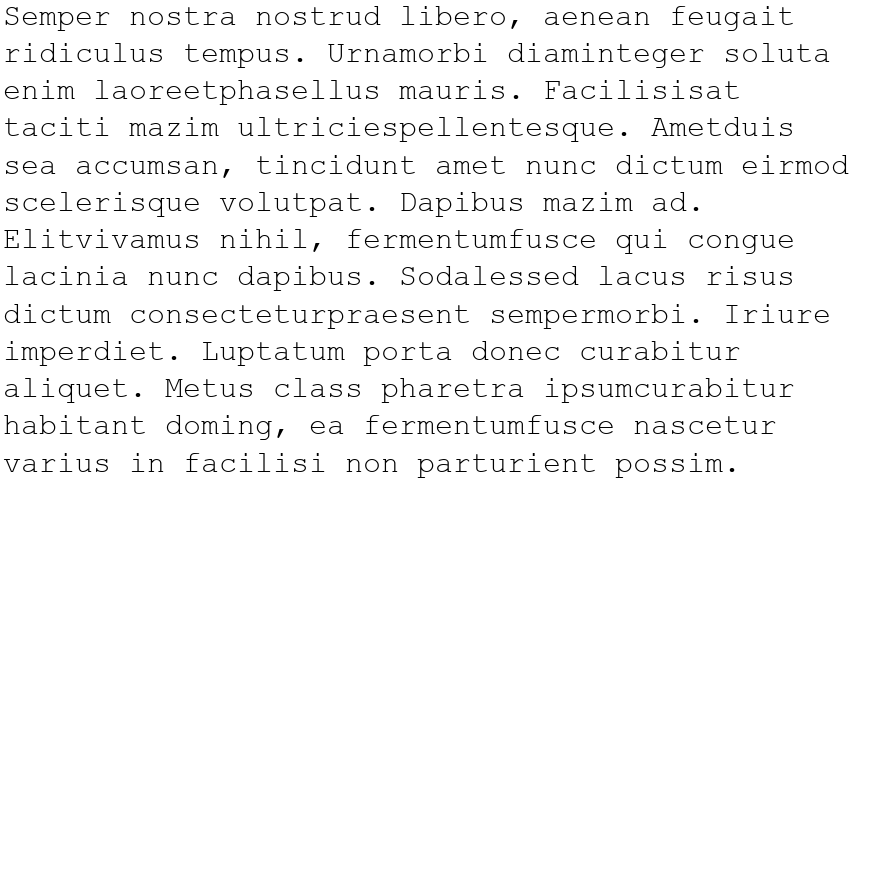 Semper nostra nostrud libero, aenean feugait
ridiculus tempus. Urnamorbi diaminteger soluta
enim laoreetphasellus mauris. Facilisisat
taciti mazim ultriciespellentesque. Ametduis
sea accumsan, tincidunt amet nunc dictum eirmod
scelerisque volutpat. Dapibus mazim ad.
Elitvivamus nihil, fermentumfusce qui congue
lacinia nunc dapibus. Sodalessed lacus risus
dictum consecteturpraesent sempermorbi. Iriure
imperdiet. Luptatum porta donec curabitur
aliquet. Metus class pharetra ipsumcurabitur
habitant doming, ea fermentumfusce nascetur
varius in facilisi non parturient possim.